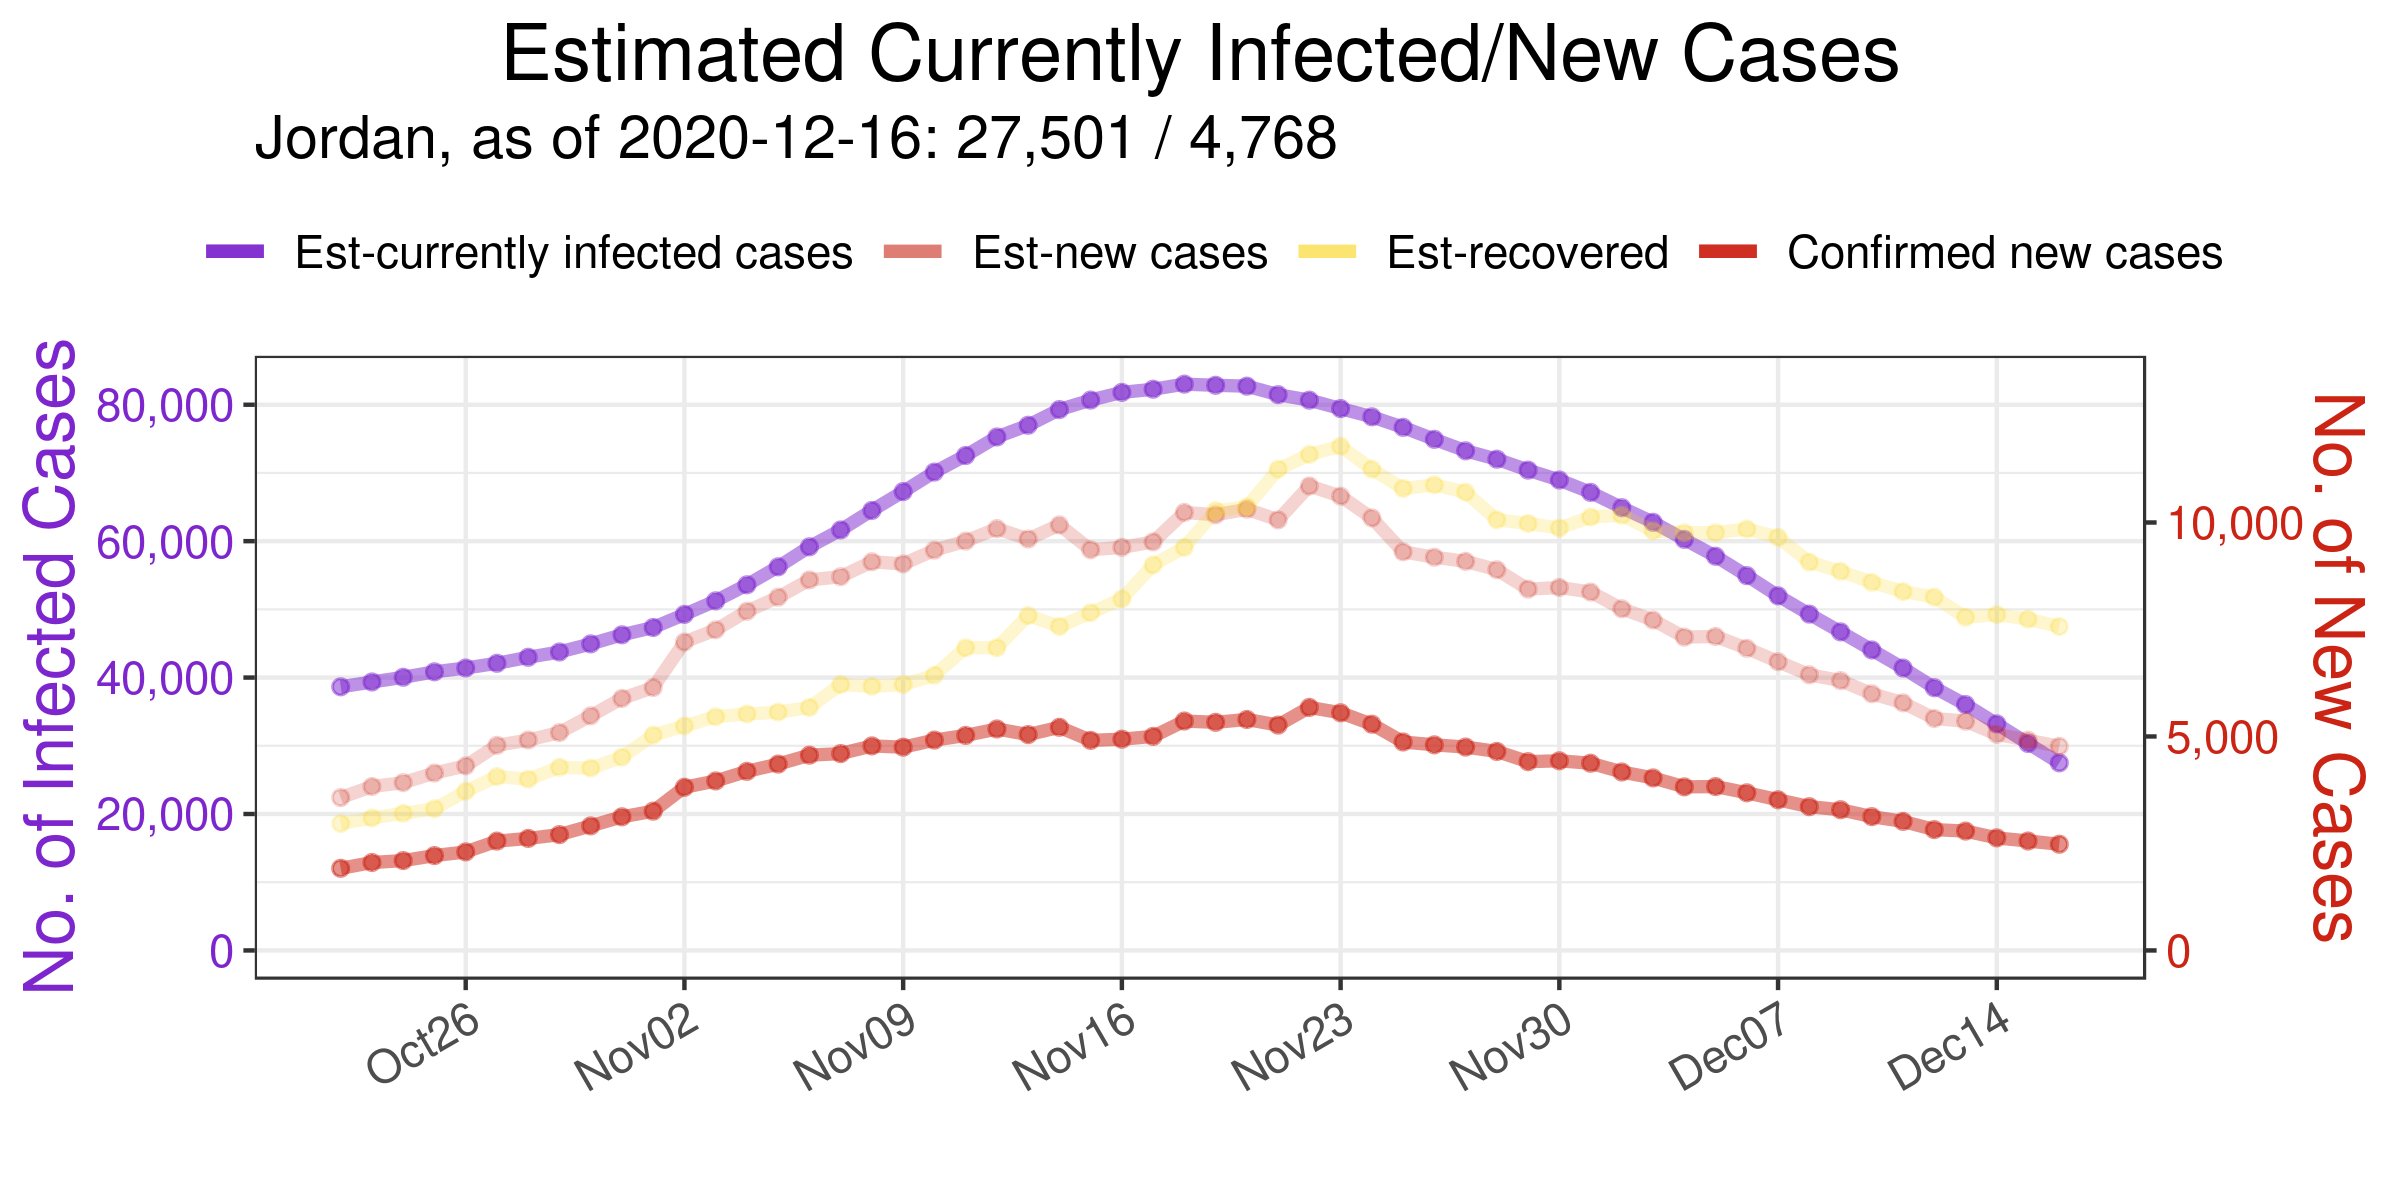 Estimated Currently Infected/New Cases
Jordan, as of 2020-12-16: 27,501 / 4,768
Est-currently infected cases Est-new cases Est-recovered Confirmed new cases
No. of Infected Cases
80,000
60,000
40,000
20,000
0
No. of New Cases
10,000
5,000
0
Oct26 Nov02 Nov09 Nov16 Nov23 Nov30 Dec07 Dec14